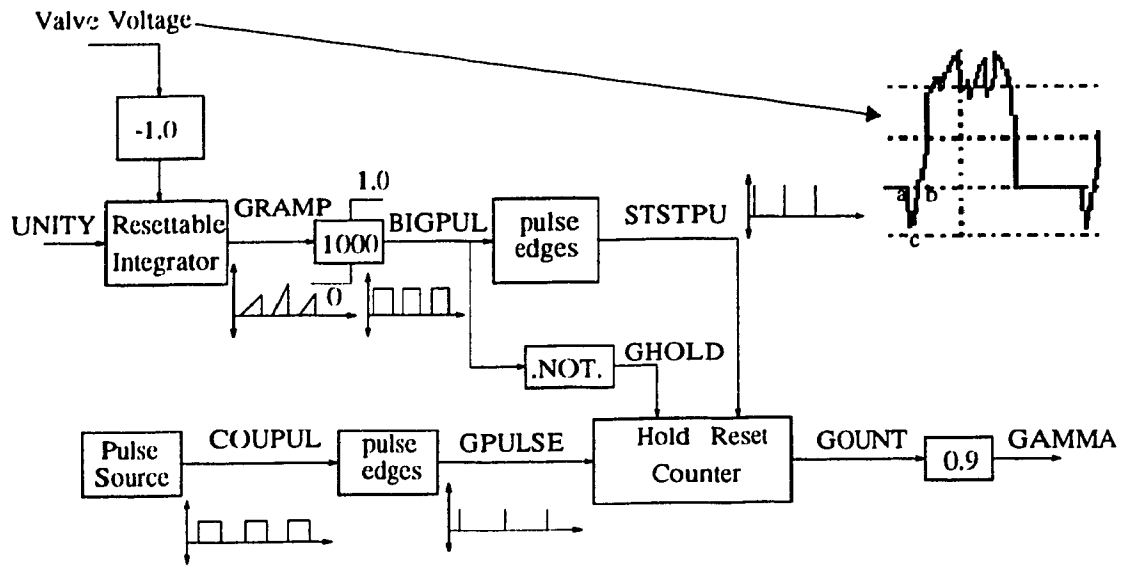 Valve Voltage
-1.0
a b
c
1.0
UNITY Resettable Integrator GRAMP 1000 BIGPUL pulse edges STSTPU
0
.NOT. GHOLD
Pulse Source COUPUL pulse edges GPULSE Hold Reset Counter GOUNT 0.9 GAMMA